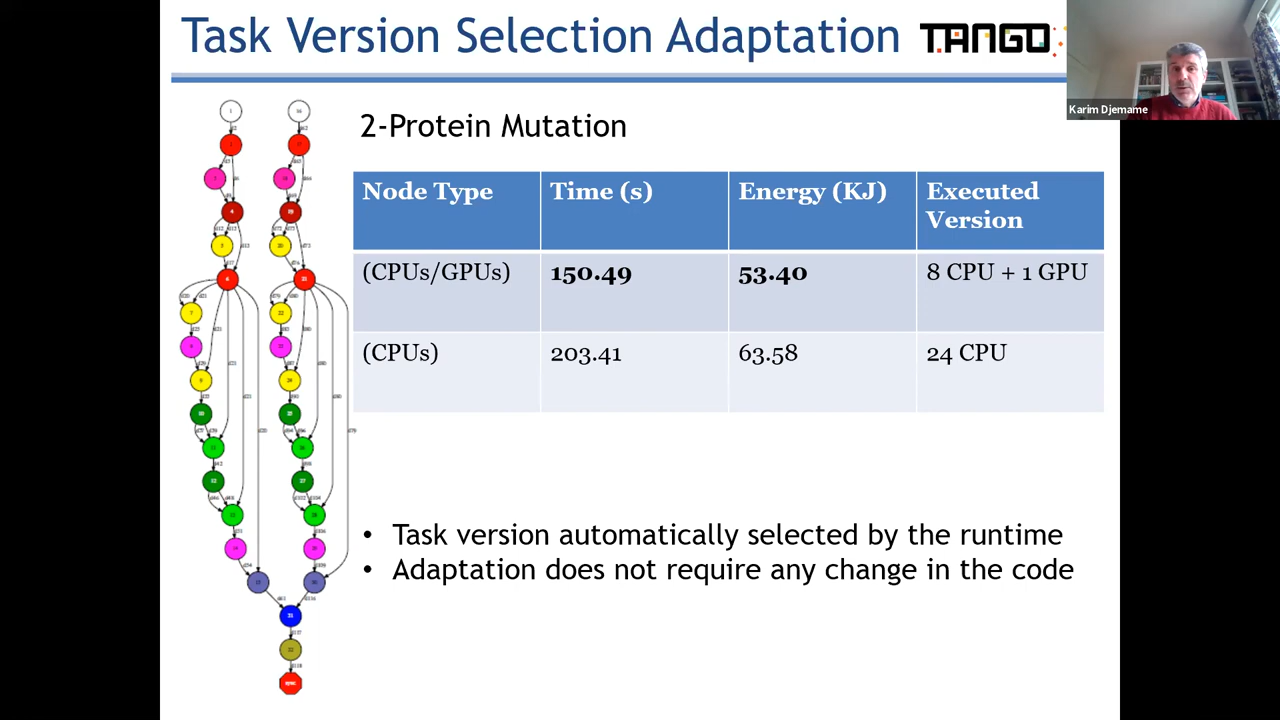 Task Version Selection Adaptation
TANGO
Karim Djemame
2-Protein Mutation
Node Type Time (s) Energy (KJ) Executed Version
(CPUs/GPUs) 150.49 53.40 8 CPU + 1 GPU
(CPUs) 203.41 63.58 24 CPU
• Task version automatically selected by the runtime
• Adaptation does not require any change in the code